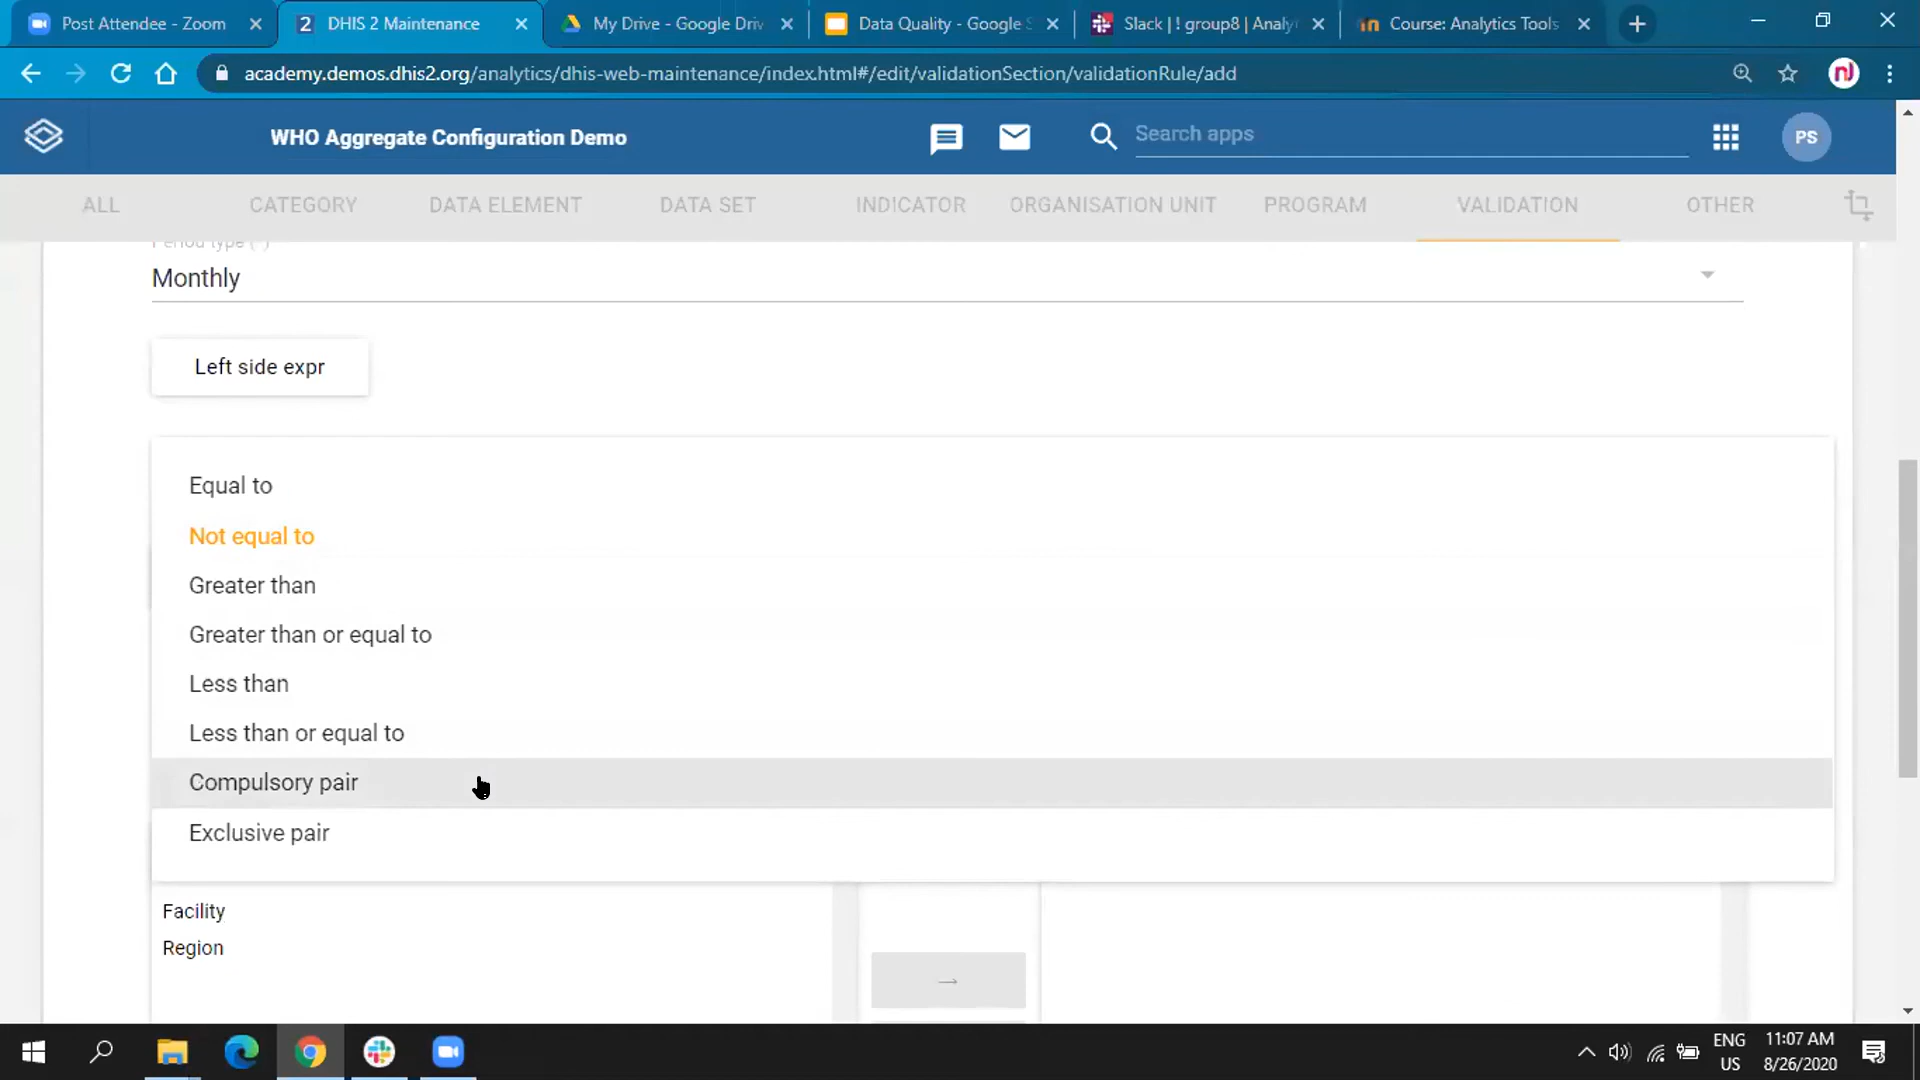 Post Attendee - Zoom
2 DHIS 2 Maintenance
My Drive - Google Driv
Data Quality - Google S
Slack | ! group8 | Analyt
Course: Analytics Tools
academy.demos.dhis2.org/analytics/dhis-web-maintenance/index.html#/edit/validationSection/validationRule/add
WHO Aggregate Configuration Demo
Search apps
PS
ALL CATEGORY DATA ELEMENT DATA SET INDICATOR ORGANISATION UNIT PROGRAM VALIDATION OTHER
Period type (*)
Monthly
Left side expr
Equal to
Not equal to
Greater than
Greater than or equal to
Less than
Less than or equal to
Compulsory pair
Exclusive pair
Facility
Region
→
ENG
US
11:07 AM
8/26/2020